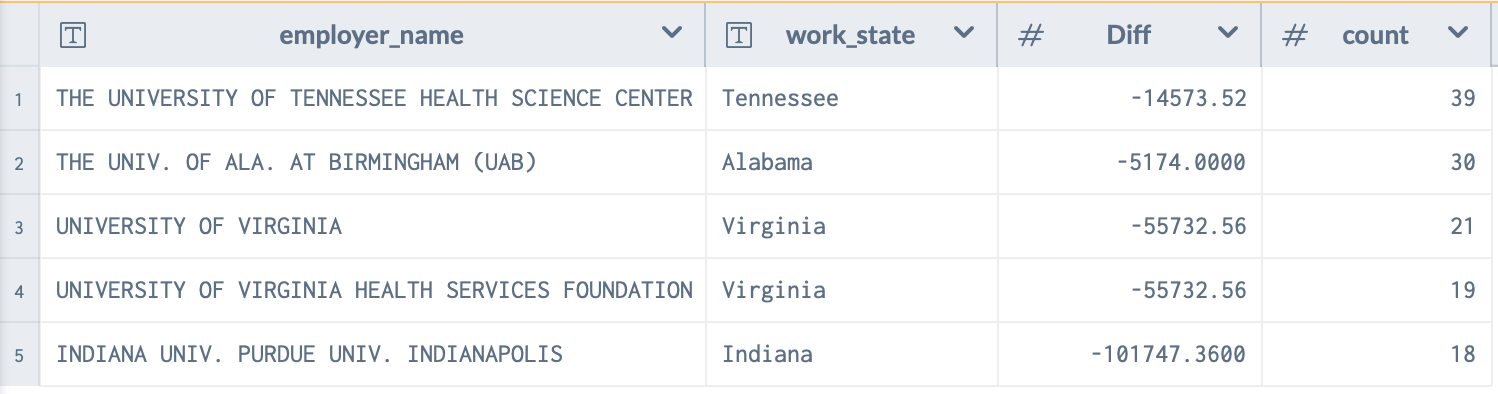 employer_name work_state # Diff # count
1 THE UNIVERSITY OF TENNESSEE HEALTH SCIENCE CENTER Tennessee -14573.52 39
2 THE UNIV. OF ALA. AT BIRMINGHAM (UAB) Alabama -5174.0000 30
3 UNIVERSITY OF VIRGINIA Virginia -55732.56 21
4 UNIVERSITY OF VIRGINIA HEALTH SERVICES FOUNDATION Virginia -55732.56 19
5 INDIANA UNIV. PURDUE UNIV. INDIANAPOLIS Indiana -101747.3600 18